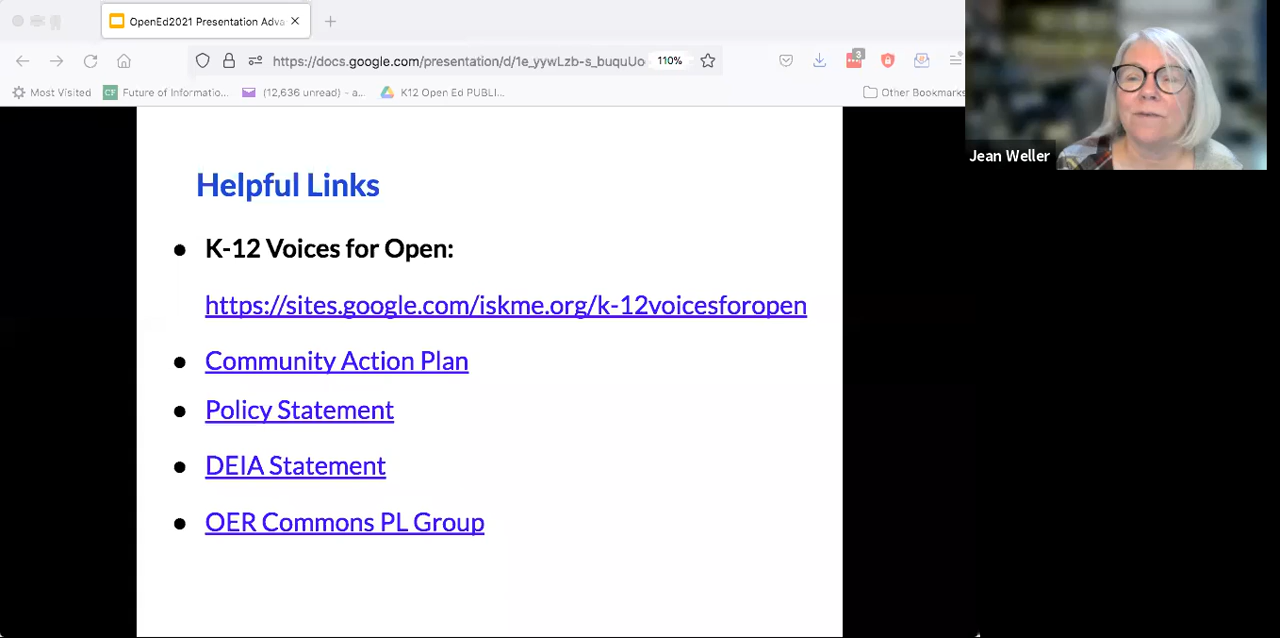 OpenEd2021 Presentation Adva
https://docs.google.com/presentation/d/1e_yywLzb-s_buquUo
110%
3
Most Visited
CF
Future of Informatio...
(12,636 unread) - a...
K12 Open Ed PUBLI...
Other Bookmarks
Jean Weller
Helpful Links
● K-12 Voices for Open:
https://sites.google.com/iskme.org/k-12voicesforopen
● Community Action Plan
● Policy Statement
● DEIA Statement
● OER Commons PL Group